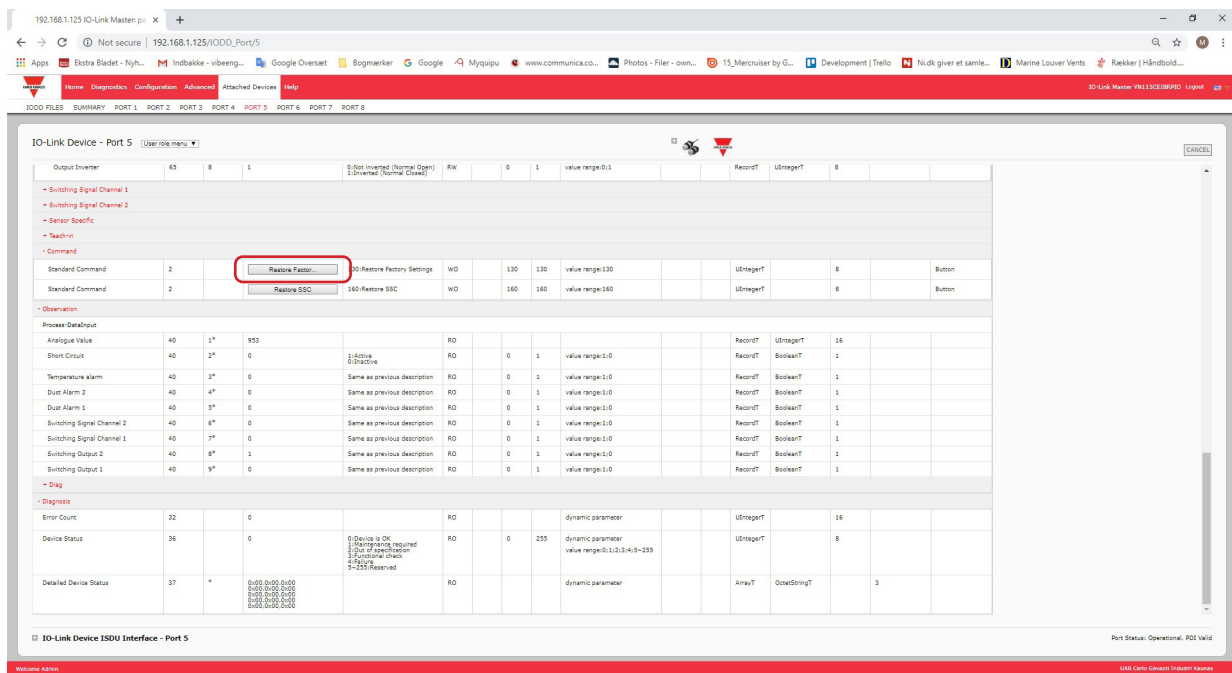 192.168.1.125 IO-Link Master: pa
Not secure | 192.168.1.125/IODD_Port/5
M
Apps Ekstra Bladet - Nyh... Indbakke - vibeeng... Google Oversæt Bogmærker Google Myquipu www.communica.co... Photos - Filer - own... 15_Mercruiser by G... Development | Trello Ni.dk giver et samle... Marine Louver Vents Rækker | Håndbold....
CARLO GAVAZZI Home Diagnostics Configuration Advanced Attached Devices Help IO-Link Master YN115CEI8RPIO Logout
IODD FILES SUMMARY PORT 1 PORT 2 PORT 3 PORT 4 PORT 5 PORT 6 PORT 7 PORT 8
IO-Link Device - Port 5 User role menu CANCEL
Output Inverter 65 8 1 0:Not inverted (Normal Open) RW 0 1 value range:0;1 RecordT UIntegerT 8
1:Inverted (Normal Closed)
+ Switching Signal Channel 1
+ Switching Signal Channel 2
+ Sensor Specific
+ Teach-in
- Command
Standard Command 2 Restore Factor... 130:Restore Factory Settings WO 130 130 value range:130 UIntegerT 8 Button
Standard Command 2 Restore SSC 160:Restore SSC WO 160 160 value range:160 UIntegerT 8 Button
- Observation
Process-DataInput
Analogue Value 40 1* 953 RO RecordT UIntegerT 16
Short Circuit 40 2* 0 1:Active RO 0 1 value range:1;0 RecordT BooleanT 1
0:Inactive
Temperature alarm 40 3* 0 Same as previous description RO 0 1 value range:1;0 RecordT BooleanT 1
Dust Alarm 2 40 4* 0 Same as previous description RO 0 1 value range:1;0 RecordT BooleanT 1
Dust Alarm 1 40 5* 0 Same as previous description RO 0 1 value range:1;0 RecordT BooleanT 1
Switching Signal Channel 2 40 6* 0 Same as previous description RO 0 1 value range:1;0 RecordT BooleanT 1
Switching Signal Channel 1 40 7* 0 Same as previous description RO 0 1 value range:1;0 RecordT BooleanT 1
Switching Output 2 40 8* 1 Same as previous description RO 0 1 value range:1;0 RecordT BooleanT 1
Switching Output 1 40 9* 0 Same as previous description RO 0 1 value range:1;0 RecordT BooleanT 1
+ Diag
- Diagnosis
Error Count 32 0 RO dynamic parameter UIntegerT 16
Device Status 36 0 0:Device is OK RO 0 255 dynamic parameter UIntegerT 8
1:Maintenance required
2:Out of specification value range:0;1;2;3;4;5~255
3:Functional check
4:Failure
5~255:Reserved
Detailed Device Status 37 * 0x00,0x00,0x00 RO dynamic parameter ArrayT OctetStringT 3
0x00,0x00,0x00
0x00,0x00,0x00
0x00,0x00,0x00
0x00,0x00,0x00
IO-Link Device ISDU Interface - Port 5 Port Status: Operational, PDI Valid
Welcome Admin UAB Carlo Gavazzi Industri Kaunas